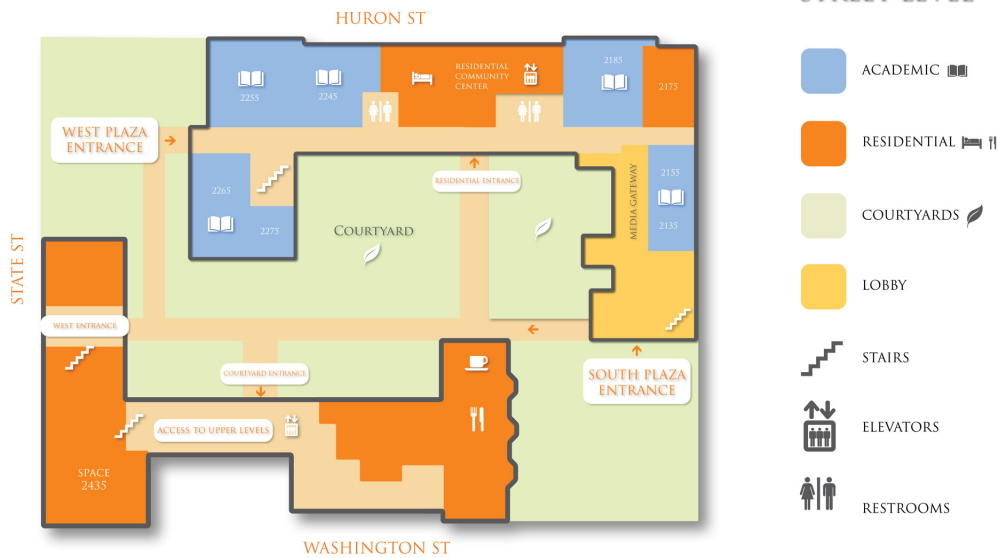 HURON ST
STREET LEVEL
2255
2245
RESIDENTIAL
COMMUNITY
CENTER
2185
2175
WEST PLAZA
ENTRANCE
RESIDENTIAL ENTRANCE
2265
2275
COURTYARD
MEDIA GATEWAY
2155
2135
STATE ST
WEST ENTRANCE
COURTYARD ENTRANCE
SOUTH PLAZA
ENTRANCE
ACCESS TO UPPER LEVELS
SPACE
2435
WASHINGTON ST
ACADEMIC
RESIDENTIAL
COURTYARDS
LOBBY
STAIRS
ELEVATORS
RESTROOMS